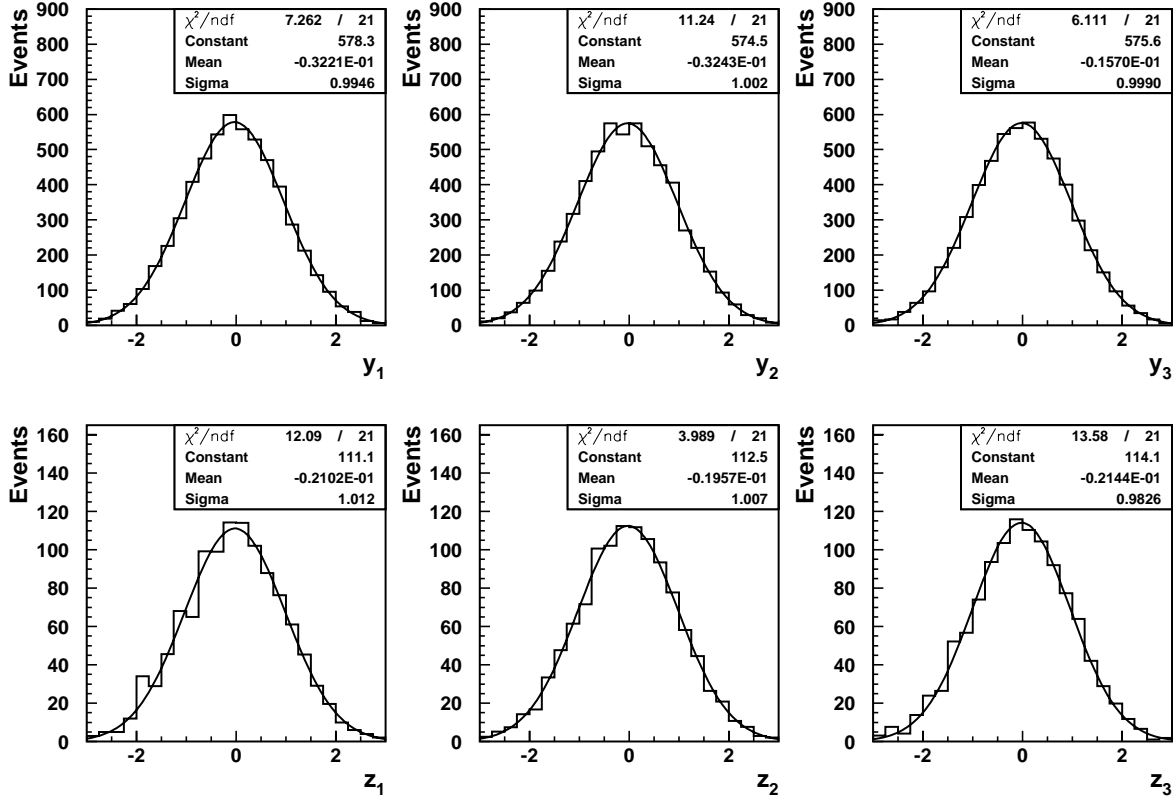 Events
χ²/ndf 7.262 / 21
Constant 578.3
Mean -0.3221E-01
Sigma 0.9946
900
800
700
600
500
400
300
200
100
0
-2 0 2
y1
Events
χ²/ndf 11.24 / 21
Constant 574.5
Mean -0.3243E-01
Sigma 1.002
900
800
700
600
500
400
300
200
100
0
-2 0 2
y2
Events
χ²/ndf 6.111 / 21
Constant 575.6
Mean -0.1570E-01
Sigma 0.9990
900
800
700
600
500
400
300
200
100
0
-2 0 2
y3
Events
χ²/ndf 12.09 / 21
Constant 111.1
Mean -0.2102E-01
Sigma 1.012
160
140
120
100
80
60
40
20
0
-2 0 2
z1
Events
χ²/ndf 3.989 / 21
Constant 112.5
Mean -0.1957E-01
Sigma 1.007
160
140
120
100
80
60
40
20
0
-2 0 2
z2
Events
χ²/ndf 13.58 / 21
Constant 114.1
Mean -0.2144E-01
Sigma 0.9826
160
140
120
100
80
60
40
20
0
-2 0 2
z3